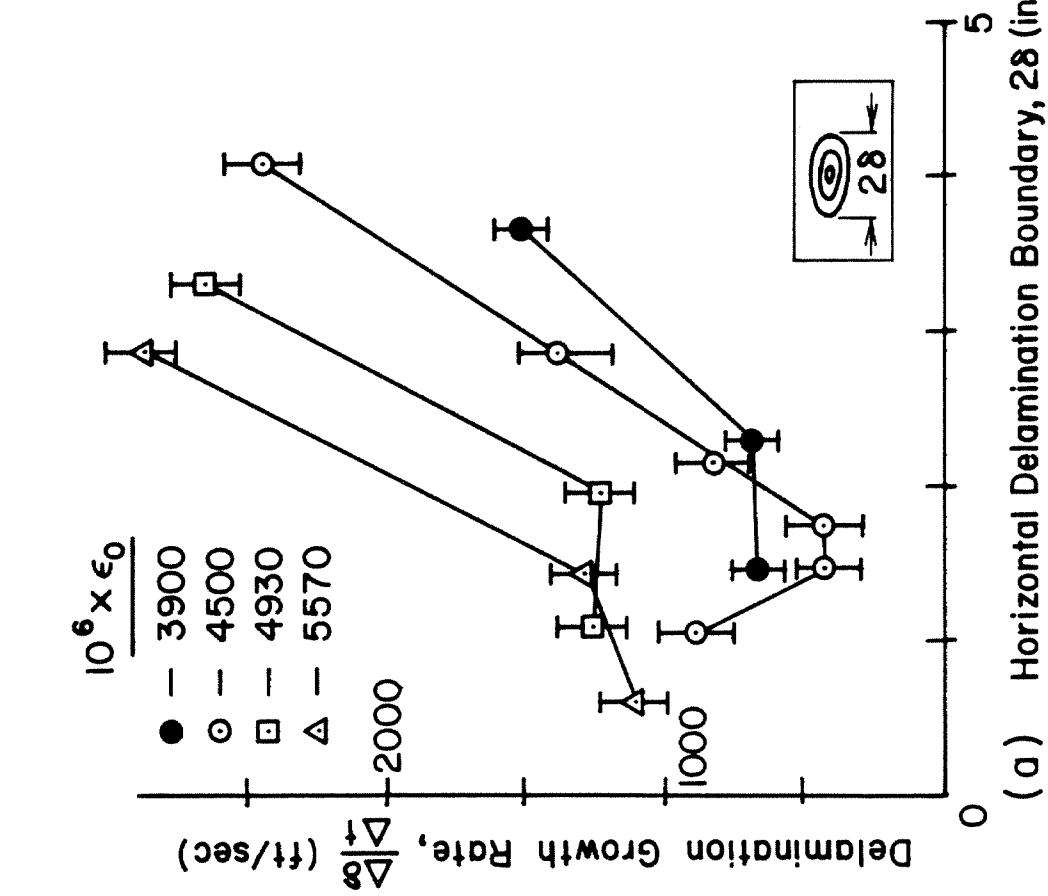 10⁶ x ε₀
● – 3900
⊙ – 4500
⊡ – 4930
△ – 5570
2000
1000
0
5
2δ
Delamination Growth Rate, Δδ/Δt (ft/sec)
(a) Horizontal Delamination Boundary, 2δ (in